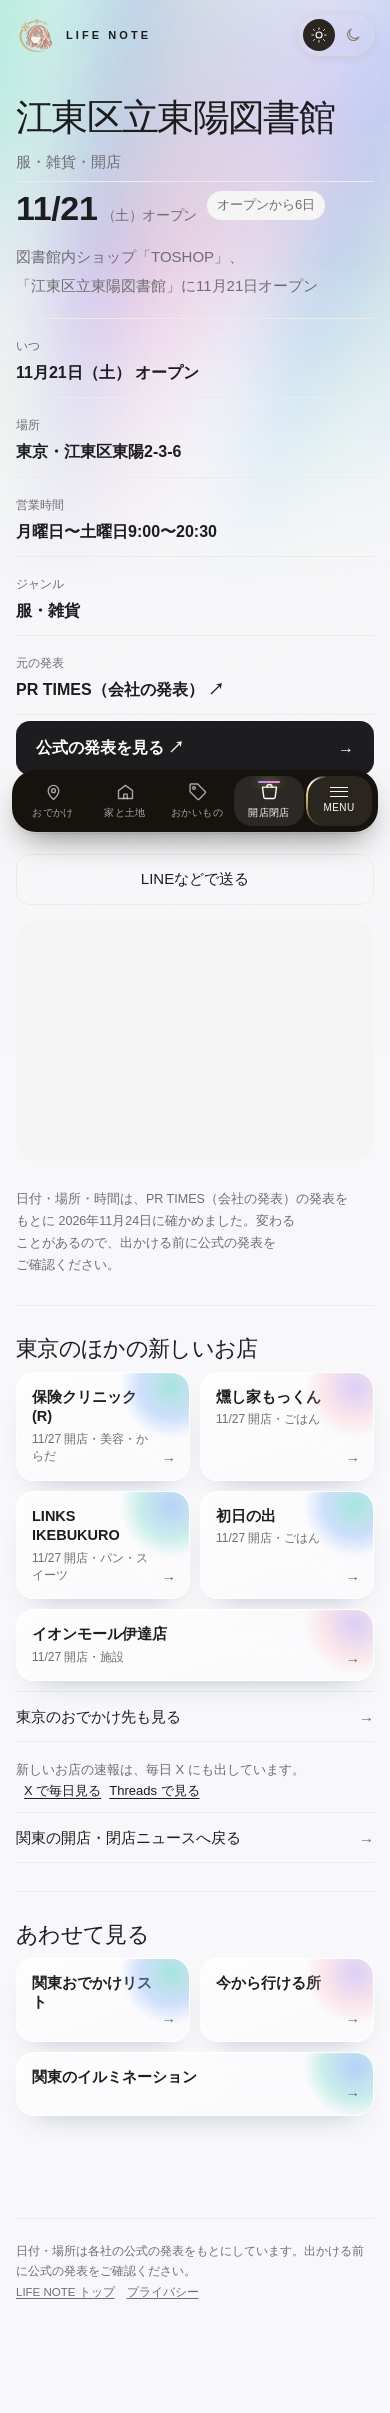 LIFE NOTE
江東区立東陽図書館
服・雑貨・開店
11/21 （土）オープン オープンから6日
図書館内ショップ「TOSHOP」、
「江東区立東陽図書館」に11月21日オープン
いつ
11月21日（土） オープン
場所
東京・江東区東陽2-3-6
営業時間
月曜日〜土曜日9:00〜20:30
ジャンル
服・雑貨
元の発表
PR TIMES（会社の発表） ↗
公式の発表を見る ↗ →
おでかけ 家と土地 おかいもの 開店閉店 MENU
LINEなどで送る
日付・場所・時間は、PR TIMES（会社の発表）の発表を
もとに 2026年11月24日に確かめました。変わる
ことがあるので、出かける前に公式の発表を
ご確認ください。
東京のほかの新しいお店
保険クリニック
(R)
11/27 開店・美容・か
らだ
→
燻し家もっくん
11/27 開店・ごはん
→
LINKS
IKEBUKURO
11/27 開店・パン・ス
イーツ
→
初日の出
11/27 開店・ごはん
→
イオンモール伊達店
11/27 開店・施設
→
東京のおでかけ先も見る →
新しいお店の速報は、毎日 X にも出しています。
X で毎日見る Threads で見る
関東の開店・閉店ニュースへ戻る →
あわせて見る
関東おでかけリス
ト
→
今から行ける所
→
関東のイルミネーション
→
日付・場所は各社の公式の発表をもとにしています。出かける前
に公式の発表をご確認ください。
LIFE NOTE トップ プライバシー